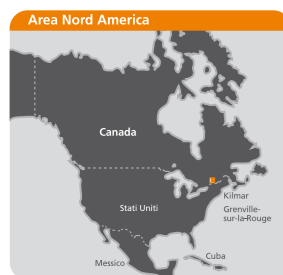 Area Nord America
Canada
Stati Uniti
Kilmar
Grenville-
sur-la-Rouge
Messico
Cuba